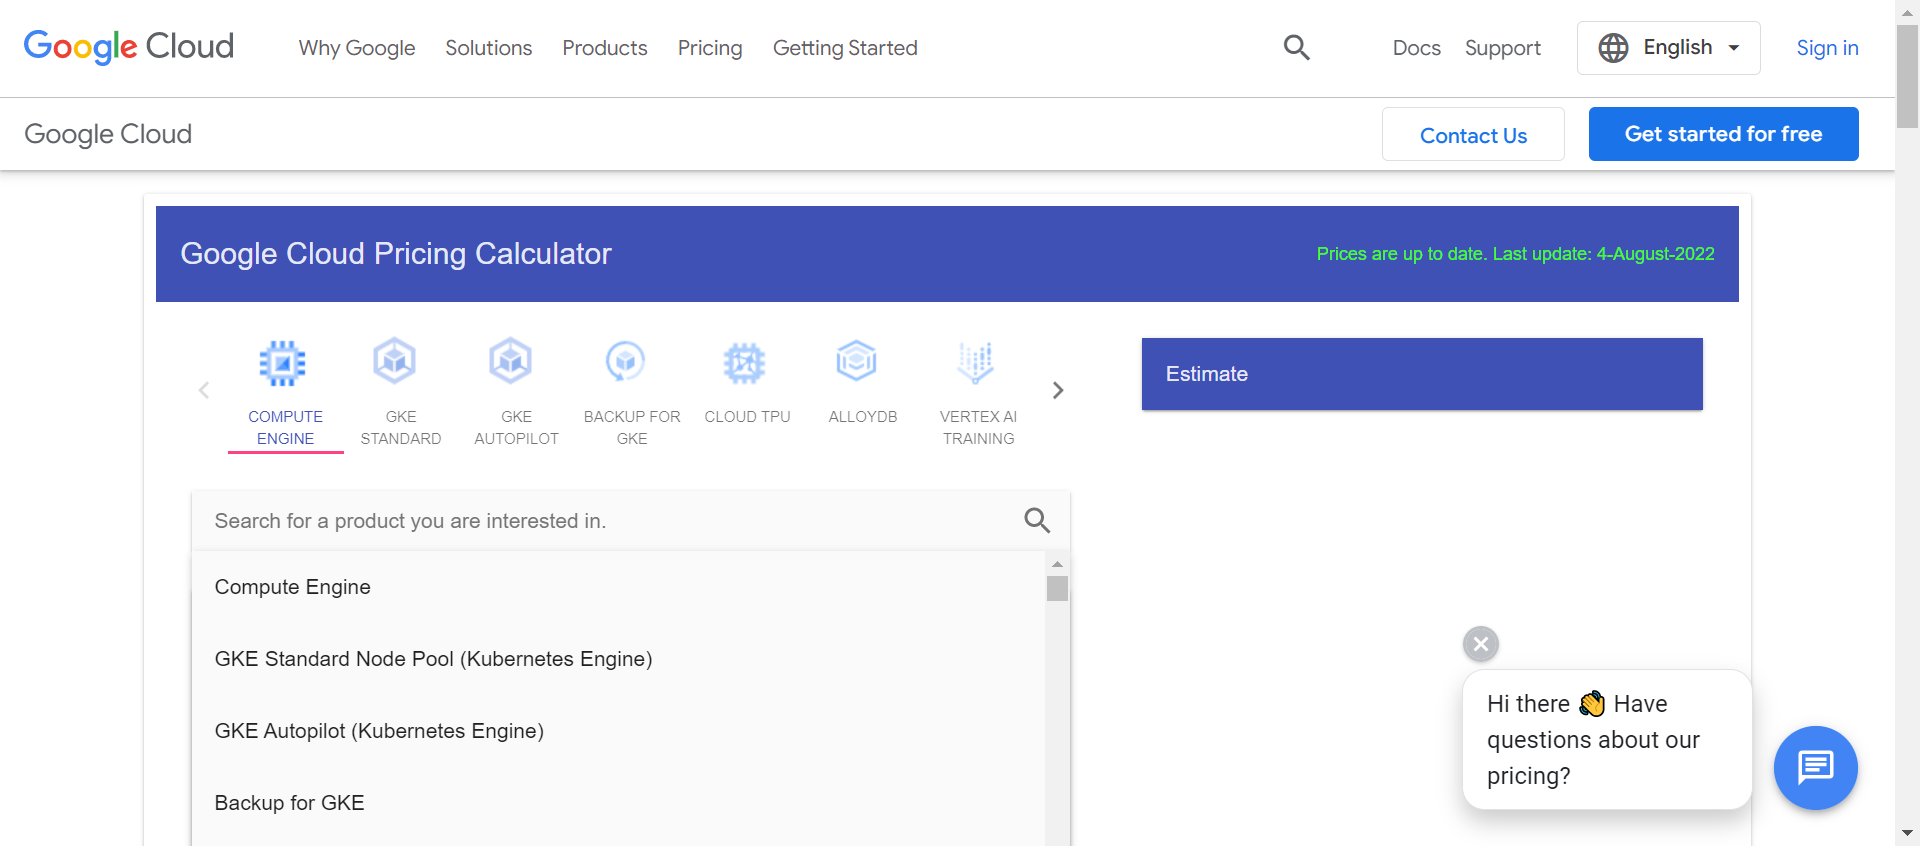 Google Cloud
Why Google
Solutions
Products
Pricing
Getting Started
Docs
Support
English
Sign in
Google Cloud
Contact Us
Get started for free
Google Cloud Pricing Calculator
Prices are up to date. Last update: 4-August-2022
COMPUTE
ENGINE
GKE
STANDARD
GKE
AUTOPILOT
BACKUP FOR
GKE
CLOUD TPU
ALLOYDB
VERTEX AI
TRAINING
Estimate
Search for a product you are interested in.
Compute Engine
GKE Standard Node Pool (Kubernetes Engine)
GKE Autopilot (Kubernetes Engine)
Backup for GKE
Hi there 👋 Have
questions about our
pricing?